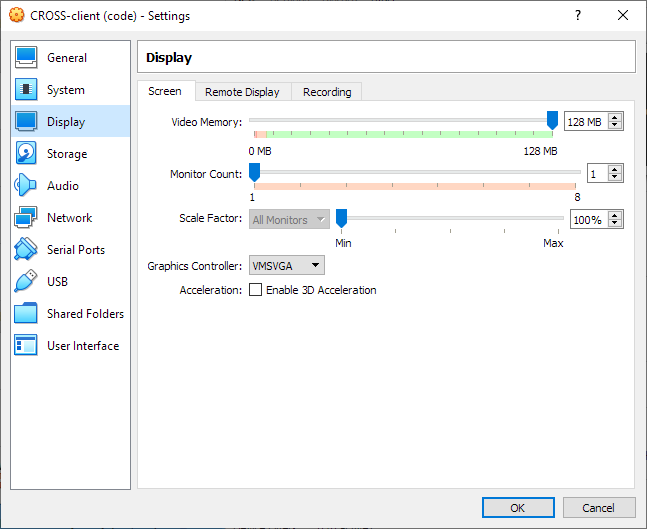 CROSS-client (code) - Settings
?
General
System
Display
Storage
Audio
Network
Serial Ports
USB
Shared Folders
User Interface
Display
Screen
Remote Display
Recording
Video Memory:
128 MB
0 MB
128 MB
Monitor Count:
1
1
8
Scale Factor:
All Monitors
100%
Min
Max
Graphics Controller:
VMSVGA
Acceleration:
Enable 3D Acceleration
OK
Cancel